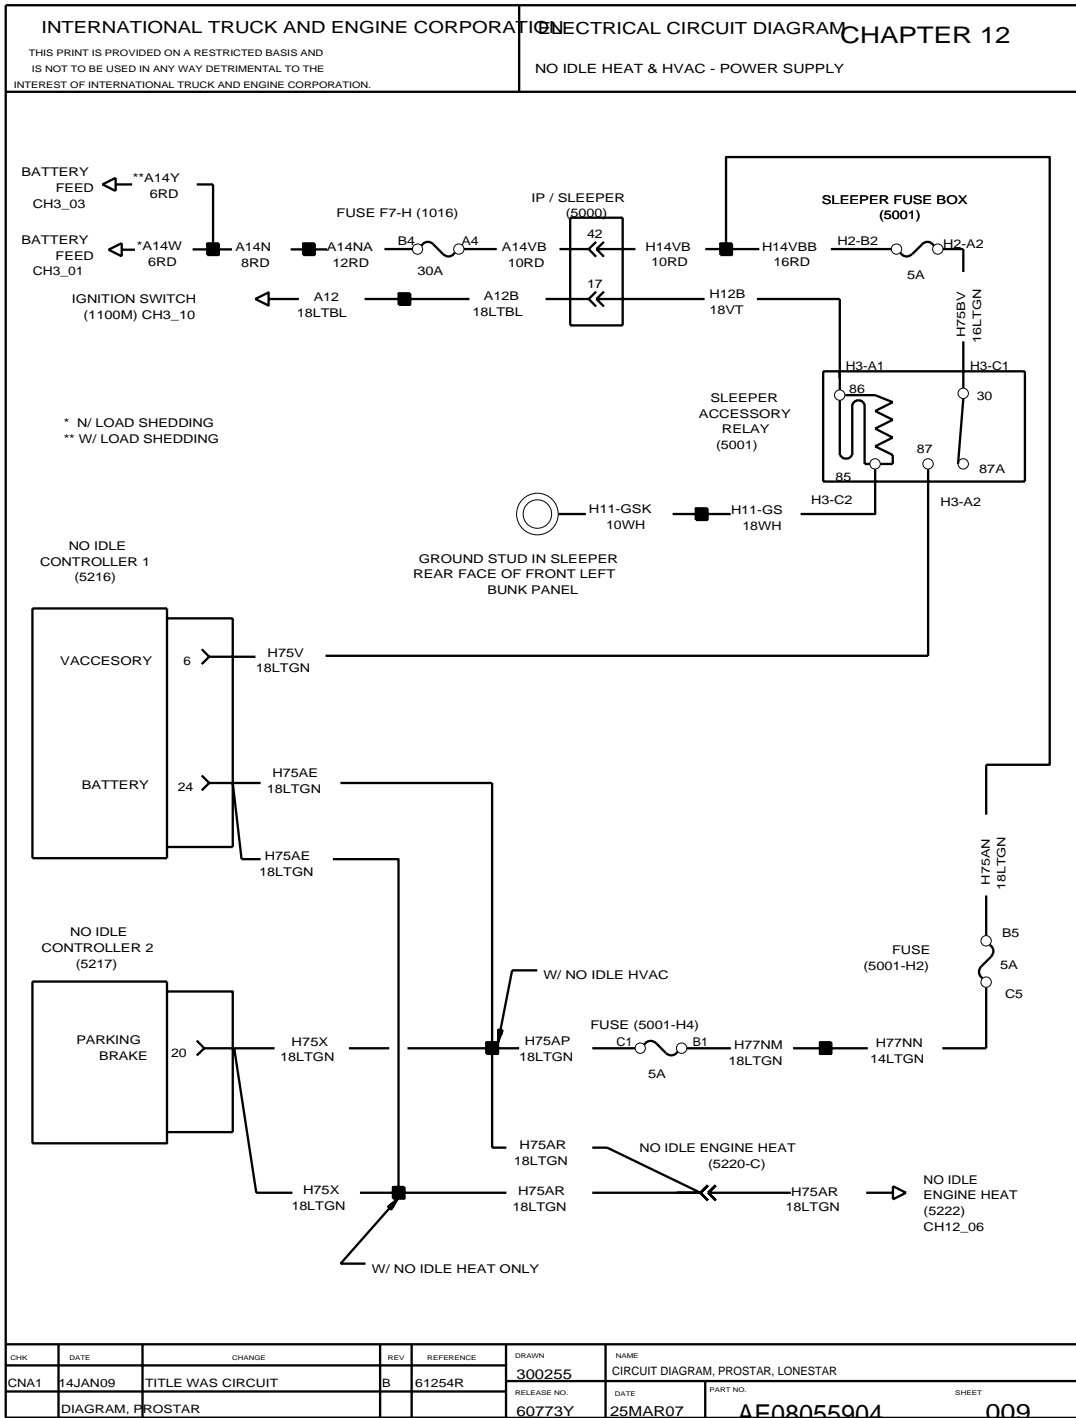 INTERNATIONAL TRUCK AND ENGINE CORPORATION
THIS PRINT IS PROVIDED ON A RESTRICTED BASIS AND
IS NOT TO BE USED IN ANY WAY DETRIMENTAL TO THE
INTEREST OF INTERNATIONAL TRUCK AND ENGINE CORPORATION.
ELECTRICAL CIRCUIT DIAGRAM
CHAPTER 12
NO IDLE HEAT & HVAC - POWER SUPPLY
BATTERY
FEED
CH3_03
**A14Y
6RD
BATTERY
FEED
CH3_01
*A14W
6RD
A14N
8RD
A14NA
12RD
FUSE F7-H (1016)
B4
A4
30A
A14VB
10RD
IP / SLEEPER
(5000)
42
17
H14VB
10RD
H14VBB
16RD
SLEEPER FUSE BOX
(5001)
H2-B2
H2-A2
5A
IGNITION SWITCH
(1100M) CH3_10
A12
18LTBL
A12B
18LTBL
H12B
18VT
H75BV
16LTGN
H3-A1
H3-C1
* N/ LOAD SHEDDING
** W/ LOAD SHEDDING
SLEEPER
ACCESSORY
RELAY
(5001)
86
30
87
85
87A
H3-C2
H3-A2
H11-GSK
10WH
H11-GS
18WH
GROUND STUD IN SLEEPER
REAR FACE OF FRONT LEFT
BUNK PANEL
NO IDLE
CONTROLLER 1
(5216)
VACCESORY
6
H75V
18LTGN
BATTERY
24
H75AE
18LTGN
H75AE
18LTGN
H75AN
18LTGN
NO IDLE
CONTROLLER 2
(5217)
PARKING
BRAKE
20
H75X
18LTGN
W/ NO IDLE HVAC
H75AP
18LTGN
FUSE (5001-H4)
C1
B1
5A
H77NM
18LTGN
H77NN
14LTGN
FUSE
(5001-H2)
B5
5A
C5
H75AR
18LTGN
NO IDLE ENGINE HEAT
(5220-C)
H75X
18LTGN
H75AR
18LTGN
H75AR
18LTGN
NO IDLE
ENGINE HEAT
(5222)
CH12_06
W/ NO IDLE HEAT ONLY
CHK DATE CHANGE REV REFERENCE
CNA1 14JAN09 TITLE WAS CIRCUIT B 61254R
DIAGRAM, PROSTAR
DRAWN
300255
NAME
CIRCUIT DIAGRAM, PROSTAR, LONESTAR
RELEASE NO.
60773Y
DATE
25MAR07
PART NO.
AE08055904
SHEET
009